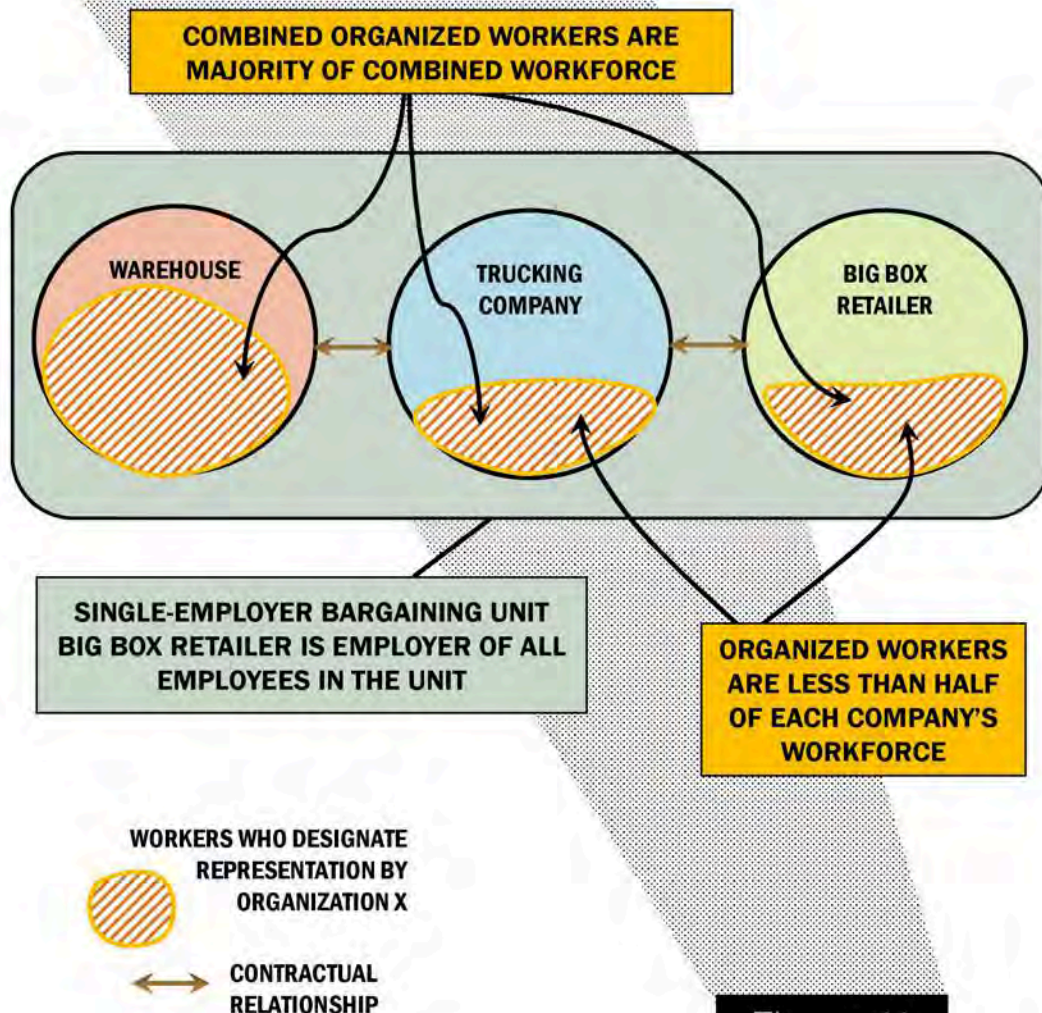 COMBINED ORGANIZED WORKERS ARE
MAJORITY OF COMBINED WORKFORCE
WAREHOUSE
TRUCKING
COMPANY
BIG BOX
RETAILER
SINGLE-EMPLOYER BARGAINING UNIT
BIG BOX RETAILER IS EMPLOYER OF ALL
EMPLOYEES IN THE UNIT
ORGANIZED WORKERS
ARE LESS THAN HALF
OF EACH COMPANY'S
WORKFORCE
WORKERS WHO DESIGNATE
REPRESENTATION BY
ORGANIZATION X
CONTRACTUAL
RELATIONSHIP